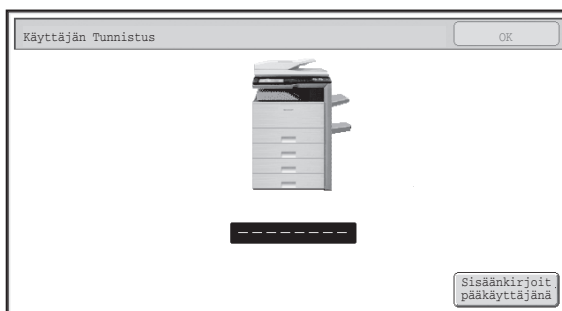 Käyttäjän Tunnistus
OK
--------
Sisäänkirjoit.
pääkäyttäjänä